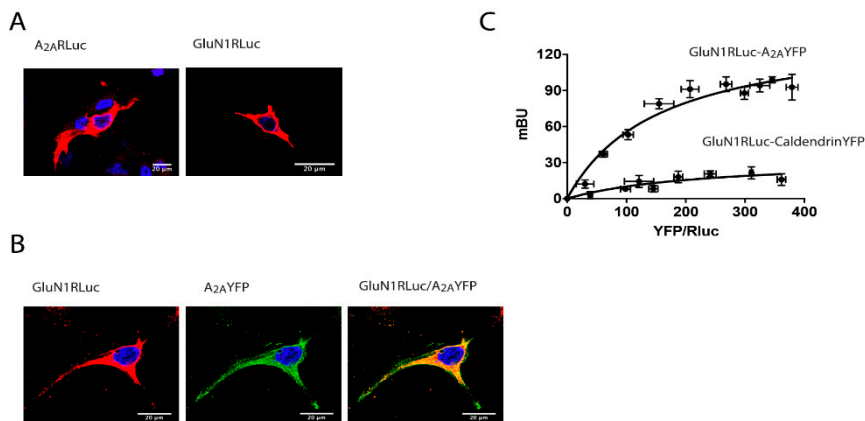 A
A2ARLuc
GluN1RLuc
20 µm
20 µm
B
GluN1RLuc
A2AYFP
GluN1RLuc/A2AYFP
20 µm
20 µm
20 µm
C
GluN1RLuc-A2AYFP
GluN1RLuc-CaldendrinYFP
mBU
120
90
60
30
0
0 100 200 300 400
YFP/Rluc